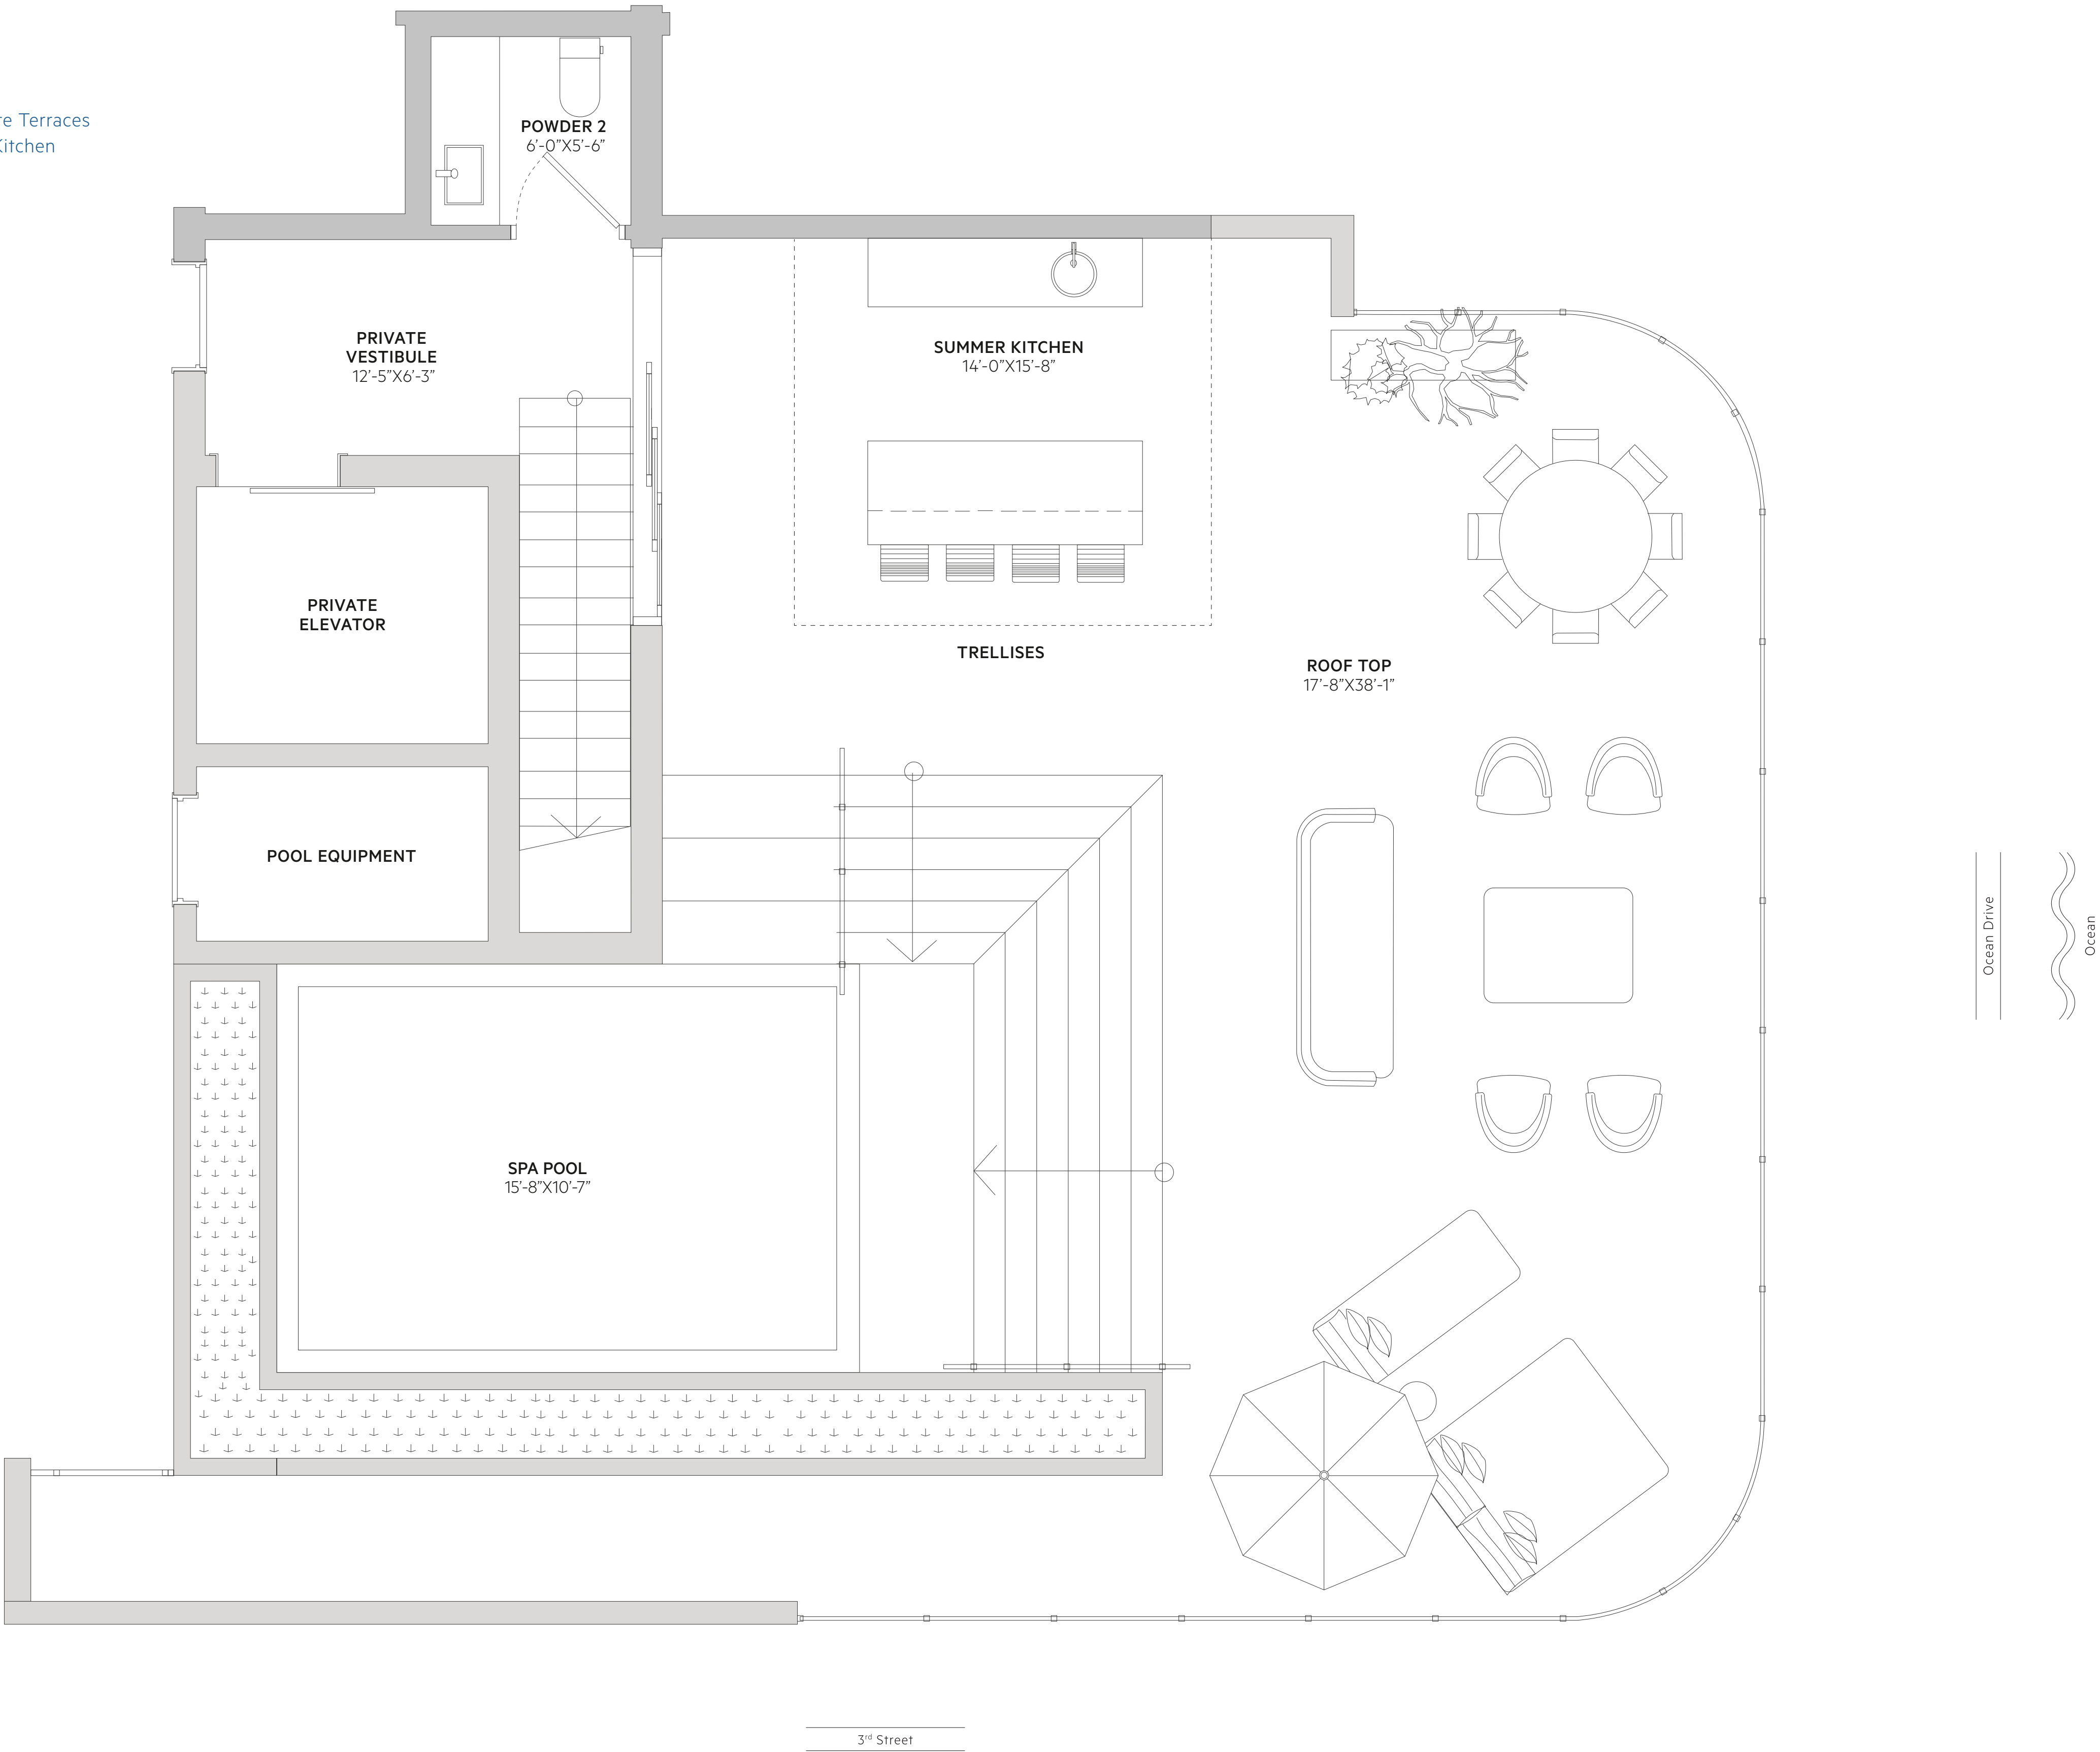 re Terraces
Kitchen
POWDER 2
6’-0”X5’-6”
PRIVATE
VESTIBULE
12’-5”X6’-3”
SUMMER KITCHEN
14’-0”X15’-8”
PRIVATE
ELEVATOR
TRELLISES
ROOF TOP
17’-8”X38’-1”
POOL EQUIPMENT
SPA POOL
15’-8”X10’-7”
Ocean Drive
Ocean
3rd Street